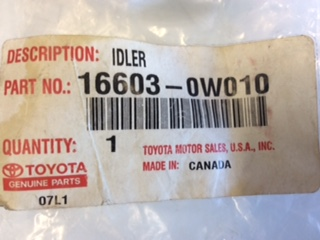 DESCRIPTION: IDLER
PART NO.: 16603-0W010
QUANTITY: 1
TOYOTA MOTOR SALES, U.S.A., INC.
TOYOTA
MADE IN: CANADA
GENUINE PARTS
07L1